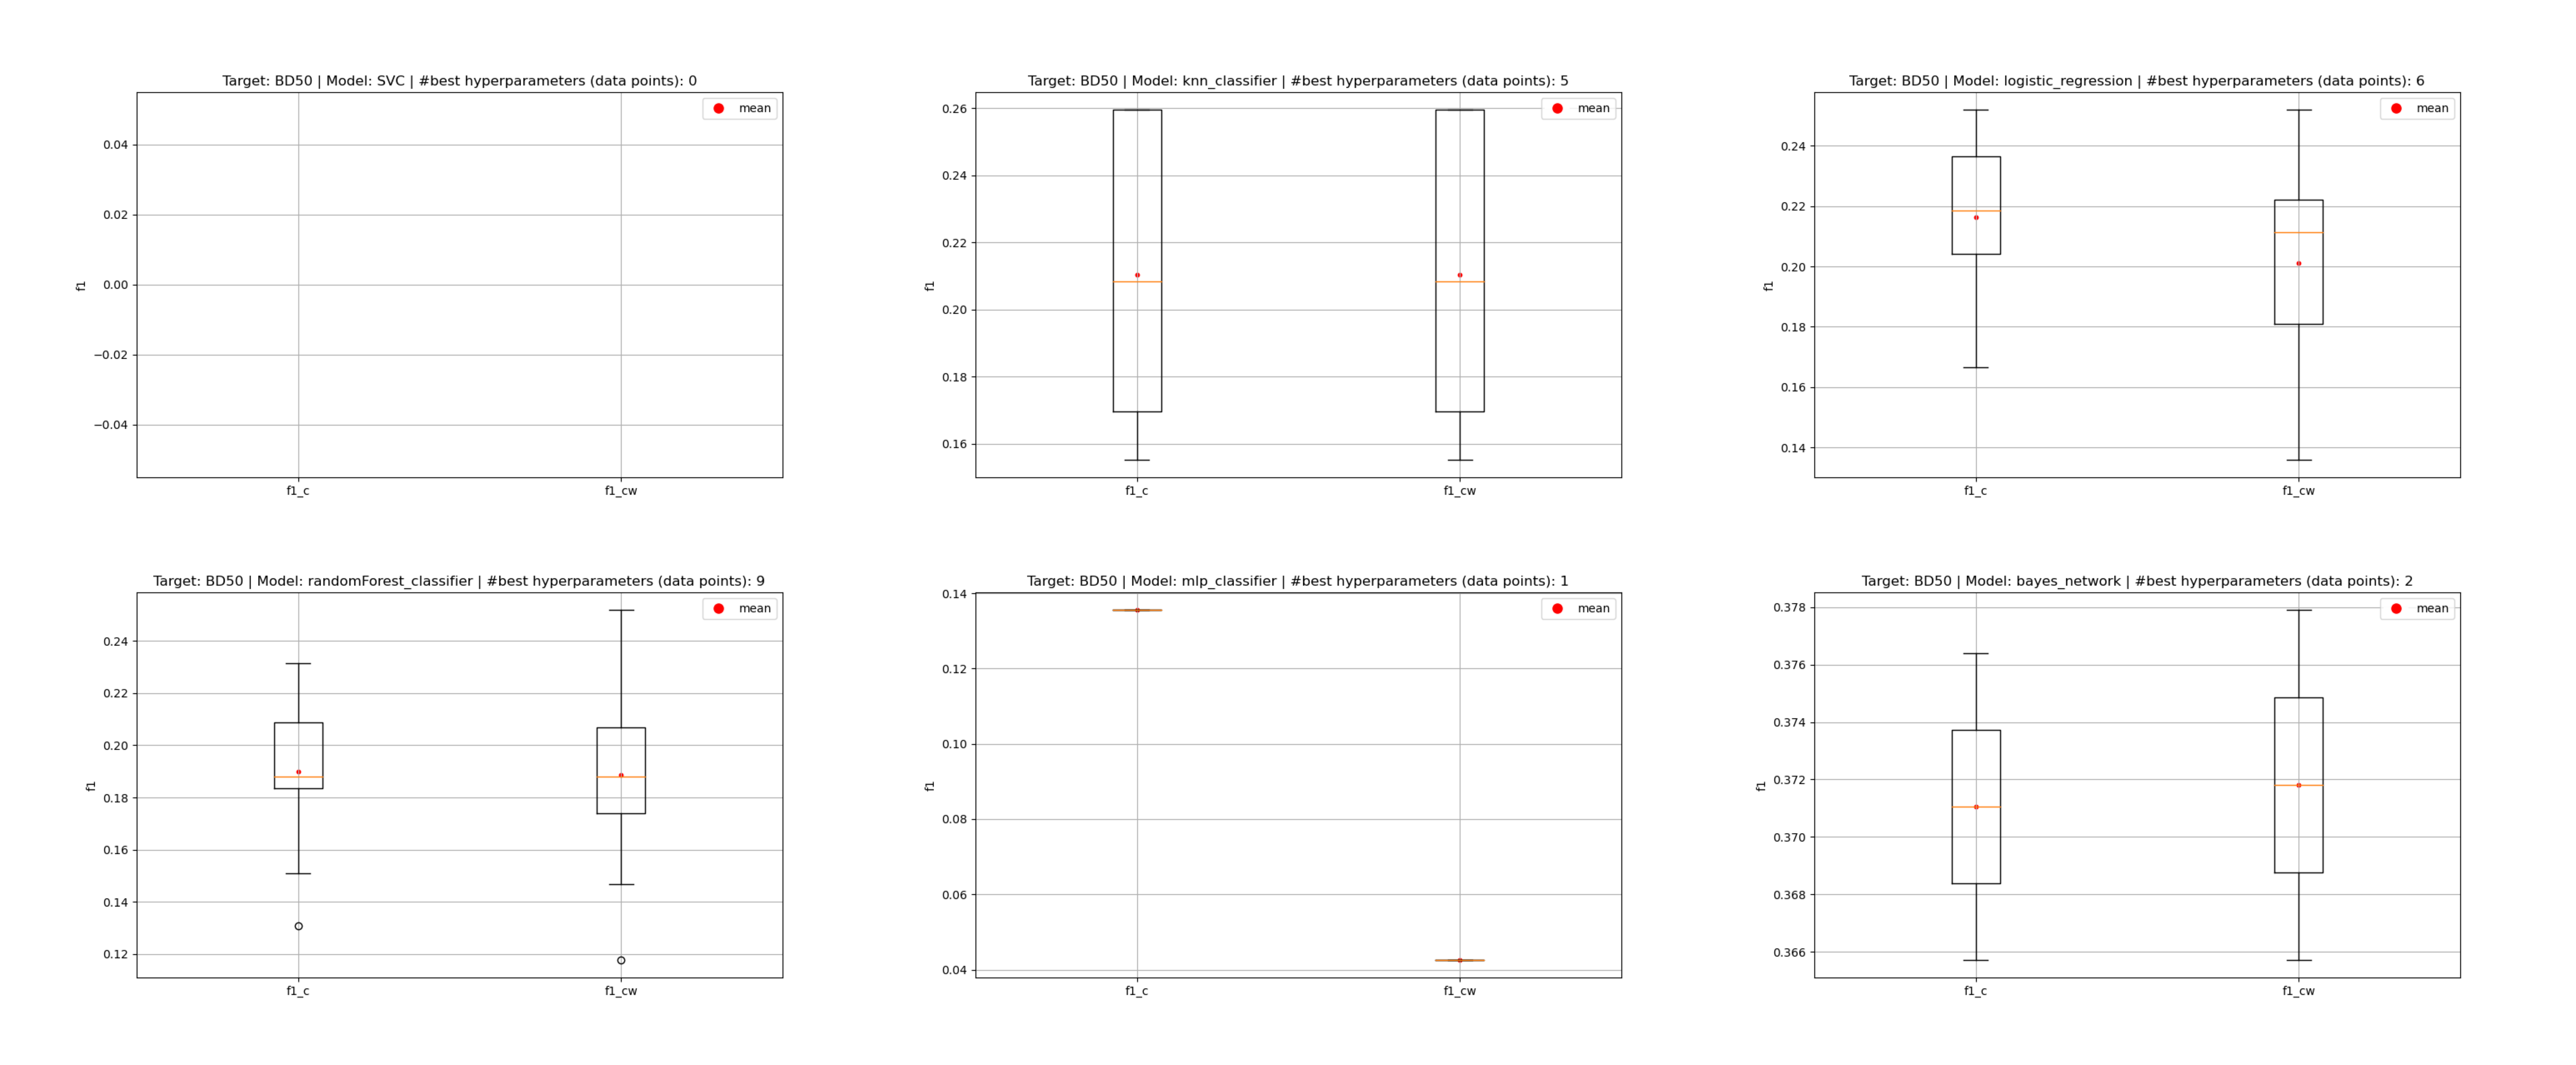 Target: BD50 | Model: SVC | #best hyperparameters (data points): 0
mean
0.04
0.02
0.00
−0.02
−0.04
f1
f1_c
f1_cw
Target: BD50 | Model: knn_classifier | #best hyperparameters (data points): 5
mean
0.26
0.24
0.22
0.20
0.18
0.16
f1
f1_c
f1_cw
Target: BD50 | Model: logistic_regression | #best hyperparameters (data points): 6
mean
0.24
0.22
0.20
0.18
0.16
0.14
f1
f1_c
f1_cw
Target: BD50 | Model: randomForest_classifier | #best hyperparameters (data points): 9
mean
0.24
0.22
0.20
0.18
0.16
0.14
0.12
f1
f1_c
f1_cw
Target: BD50 | Model: mlp_classifier | #best hyperparameters (data points): 1
mean
0.14
0.12
0.10
0.08
0.06
0.04
f1
f1_c
f1_cw
Target: BD50 | Model: bayes_network | #best hyperparameters (data points): 2
mean
0.378
0.376
0.374
0.372
0.370
0.368
0.366
f1
f1_c
f1_cw